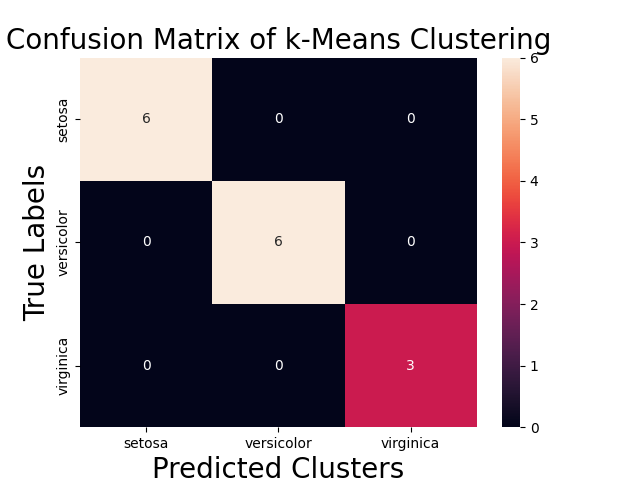 Confusion Matrix of k-Means Clustering
True Labels
setosa
versicolor
virginica
6 0 0
0 6 0
0 0 3
setosa versicolor virginica
Predicted Clusters
6
5
4
3
2
1
0